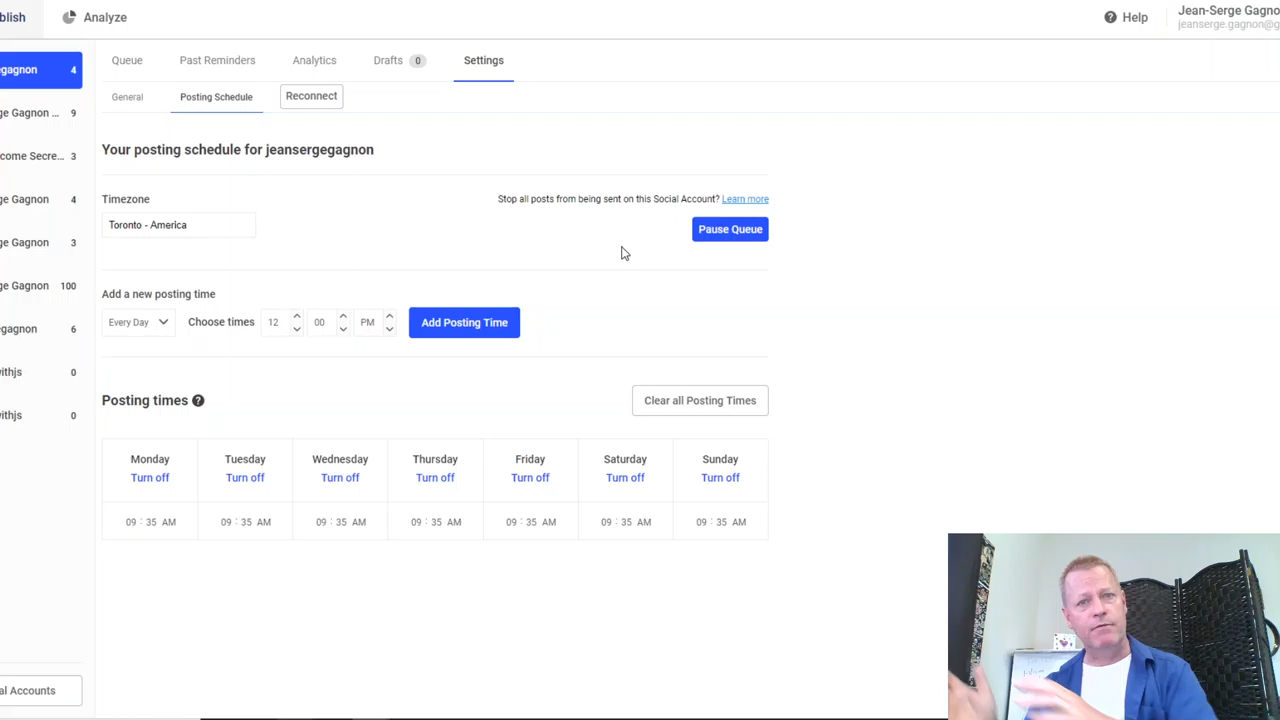 blish
Analyze
Help
Jean-Serge Gagno
jeanserge.gagnon@g
gagnon 4
rge Gagnon ... 9
come Secre... 3
ge Gagnon 4
ge Gagnon 3
ge Gagnon 100
egagnon 6
withjs 0
withjs 0
al Accounts
Queue
Past Reminders
Analytics
Drafts 0
Settings
General
Posting Schedule
Reconnect
Your posting schedule for jeansergegagnon
Timezone
Stop all posts from being sent on this Social Account? Learn more
Toronto - America
Pause Queue
Add a new posting time
Every Day
Choose times
12
00
PM
Add Posting Time
Posting times ?
Clear all Posting Times
Monday Tuesday Wednesday Thursday Friday Saturday Sunday
Turn off Turn off Turn off Turn off Turn off Turn off Turn off
09 : 35 AM 09 : 35 AM 09 : 35 AM 09 : 35 AM 09 : 35 AM 09 : 35 AM 09 : 35 AM